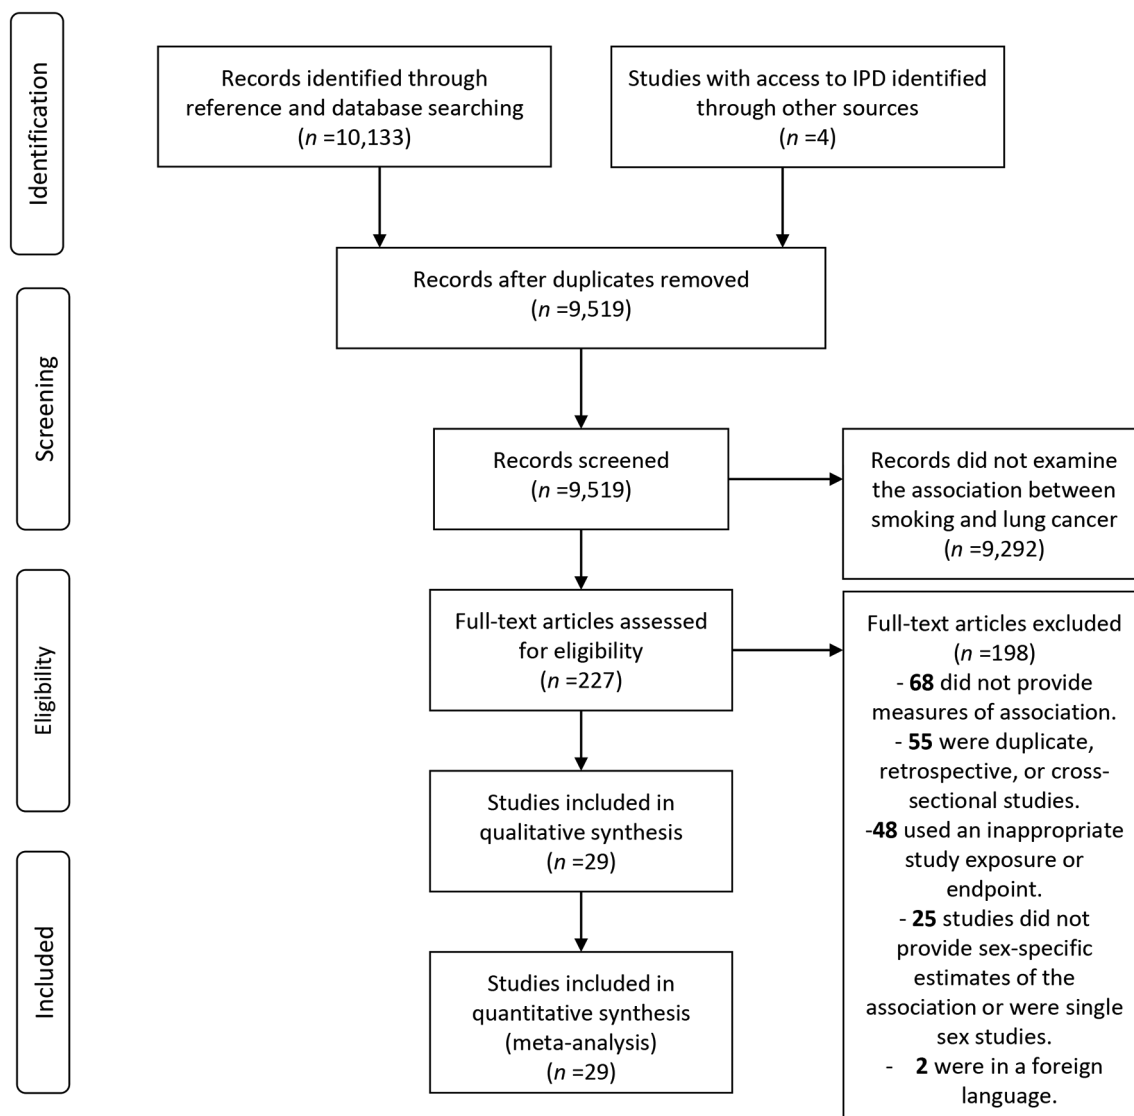 Identification
Records identified through
reference and database searching
(n =10,133)
Studies with access to IPD identified
through other sources
(n =4)
Records after duplicates removed
(n =9,519)
Screening
Records screened
(n =9,519)
Records did not examine
the association between
smoking and lung cancer
(n =9,292)
Eligibility
Full-text articles assessed
for eligibility
(n =227)
Full-text articles excluded
(n =198)
- 68 did not provide
measures of association.
- 55 were duplicate,
retrospective, or cross-
sectional studies.
-48 used an inappropriate
study exposure or
endpoint.
- 25 studies did not
provide sex-specific
estimates of the
association or were single
sex studies.
- 2 were in a foreign
language.
Studies included in
qualitative synthesis
(n =29)
Included
Studies included in
quantitative synthesis
(meta-analysis)
(n =29)